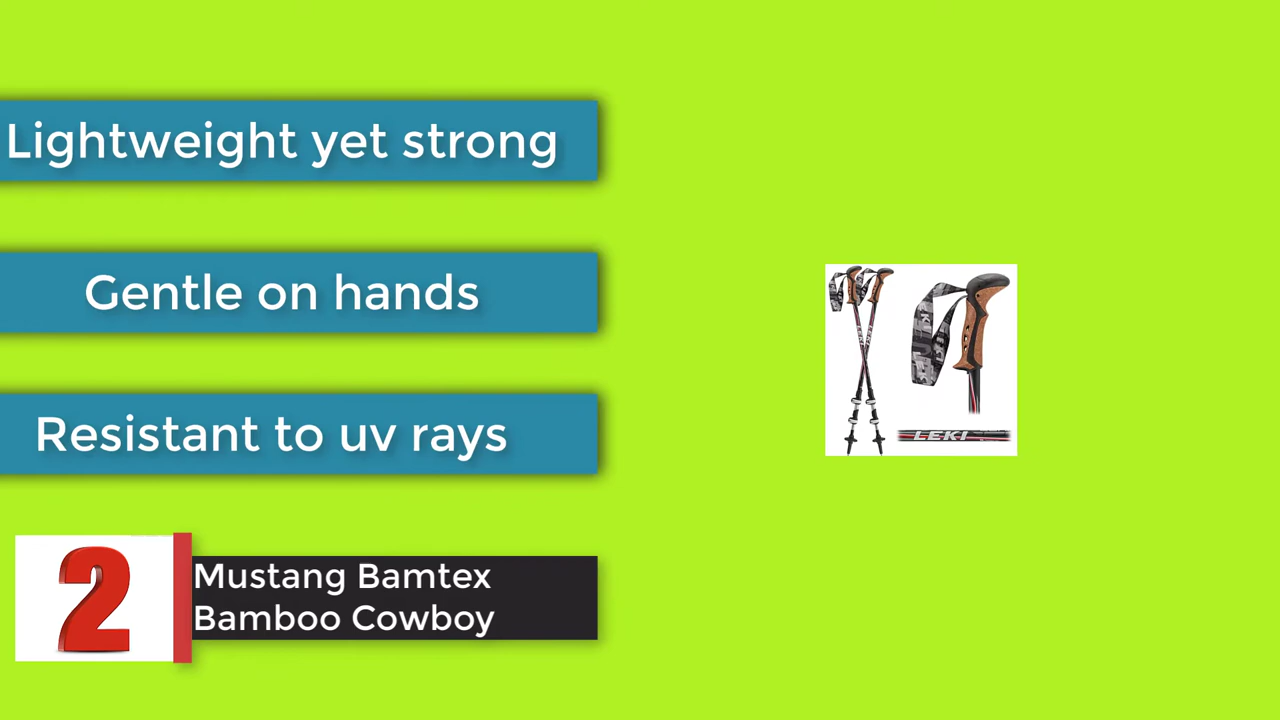 Lightweight yet strong
Gentle on hands
Resistant to uv rays
2
Mustang Bamtex
Bamboo Cowboy
LEKI